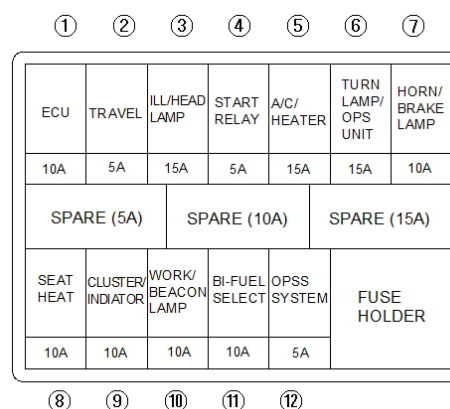 ① ② ③ ④ ⑤ ⑥ ⑦
ECU
TRAVEL
ILL/HEAD
LAMP
START
RELAY
A/C/
HEATER
TURN
LAMP/
OPS
UNIT
HORN/
BRAKE
LAMP
10A 5A 15A 5A 15A 15A 10A
SPARE (5A) SPARE (10A) SPARE (15A)
SEAT
HEAT
CLUSTER/
INDIATOR
WORK/
BEACON
LAMP
BI-FUEL
SELECT
OPSS
SYSTEM
FUSE
HOLDER
10A 10A 10A 10A 5A
⑧ ⑨ ⑩ ⑪ ⑫